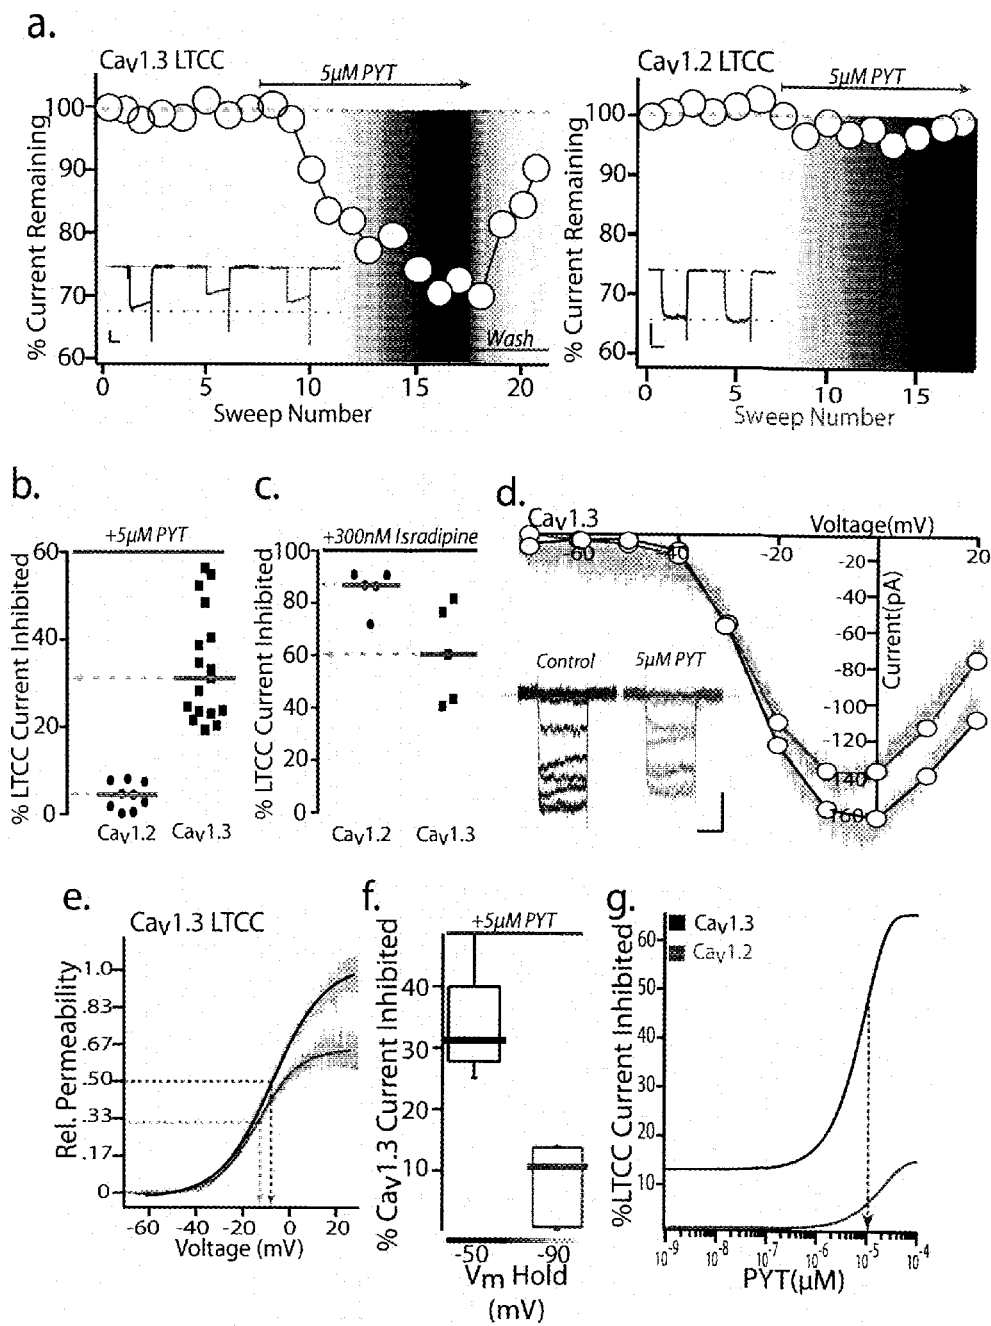 a.
Cav1.3 LTCC
5μM PYT
% Current Remaining
100
90
80
70
60
Wash
0 5 10 15 20
Sweep Number
Cav1.2 LTCC
5μM PYT
% Current Remaining
100
90
80
70
60
0 5 10 15
Sweep Number
b.
+5μM PYT
% LTCC Current Inhibited
60
40
20
0
Cav1.2 Cav1.3
c.
+300nM Isradipine
% LTCC Current Inhibited
100
80
60
40
20
0
Cav1.2 Cav1.3
d.
Cav1.3
Voltage(mV)
-60 -40 -20 20
-20
-40
-60
-80
-100
-120
-140
-160
Current(pA)
Control 5μM PYT
e.
Cav1.3 LTCC
Rel. Permeability
1.0
.83
.67
.50
.33
.17
0
-60 -40 -20 0 20
Voltage (mV)
f.
+5μM PYT
% Cav1.3 Current Inhibited
40
30
20
10
-50 -90
Vm Hold
(mV)
g.
Cav1.3
Cav1.2
%LTCC Current Inhibited
60
50
40
30
20
10
10-9 10-8 10-7 10-6 10-5 10-4
PYT(μM)